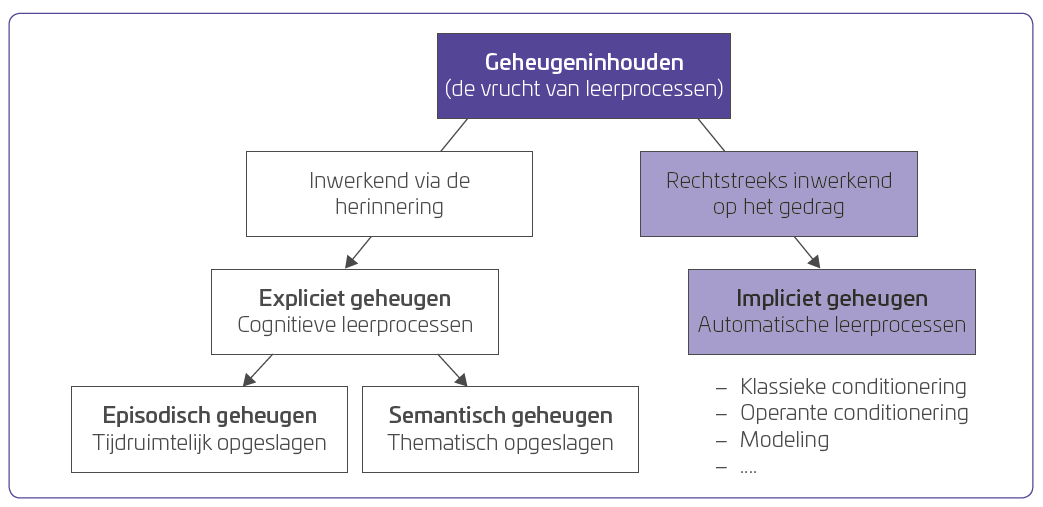 Geheugeninhouden
(de vrucht van leerprocessen)
Inwerkend via de
herinnering
Rechtstreeks inwerkend
op het gedrag
Expliciet geheugen
Cognitieve leerprocessen
Impliciet geheugen
Automatische leerprocessen
Episodisch geheugen
Tijdruimtelijk opgeslagen
Semantisch geheugen
Thematisch opgeslagen
– Klassieke conditionering
– Operante conditionering
– Modeling
– ....